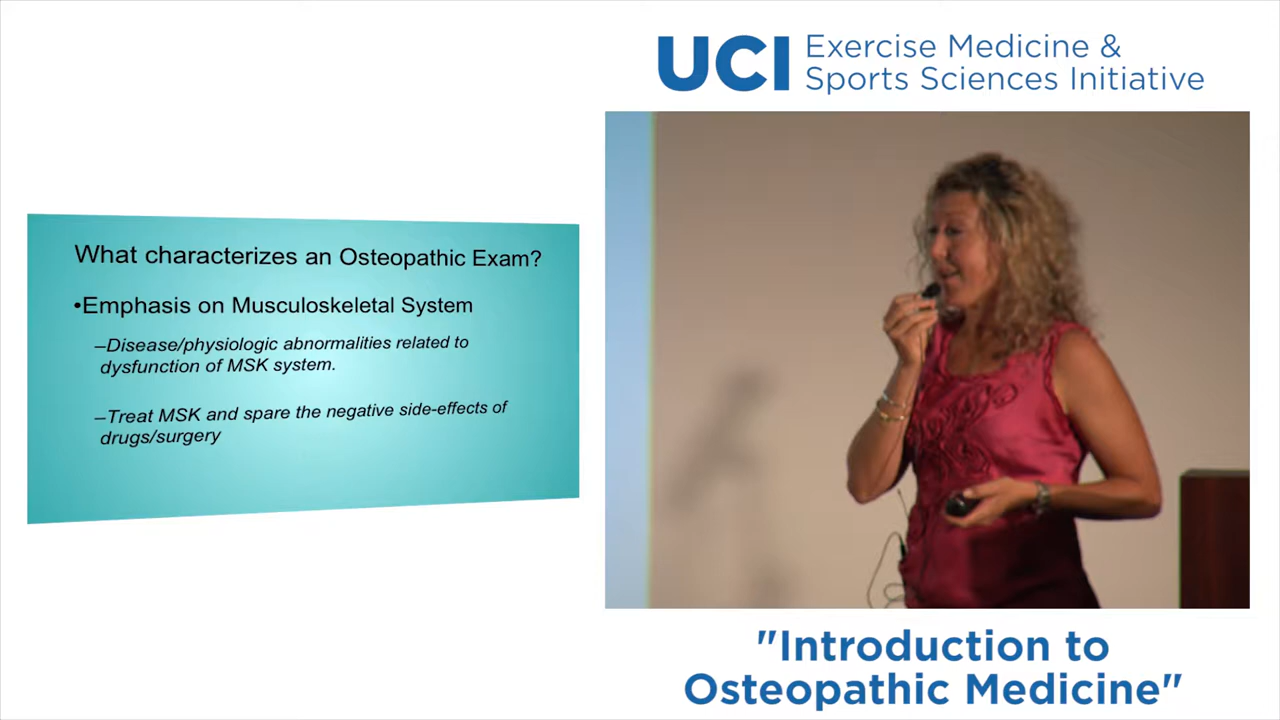 UCI Exercise Medicine &
Sports Sciences Initiative
What characterizes an Osteopathic Exam?
•Emphasis on Musculoskeletal System
–Disease/physiologic abnormalities related to
dysfunction of MSK system.
–Treat MSK and spare the negative side-effects of
drugs/surgery
"Introduction to
Osteopathic Medicine"